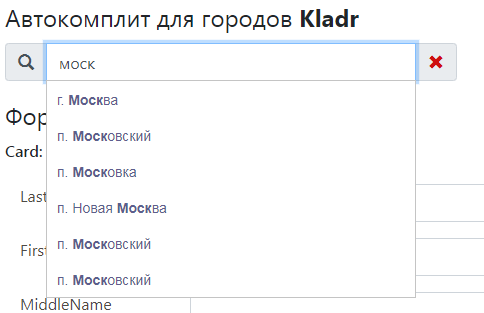 Автокомплит для городов Kladr
моск
г. Москва
п. Московский
п. Московка
п. Новая Москва
п. Московский
п. Московский
Фор
Card:
Last
First
MiddleName